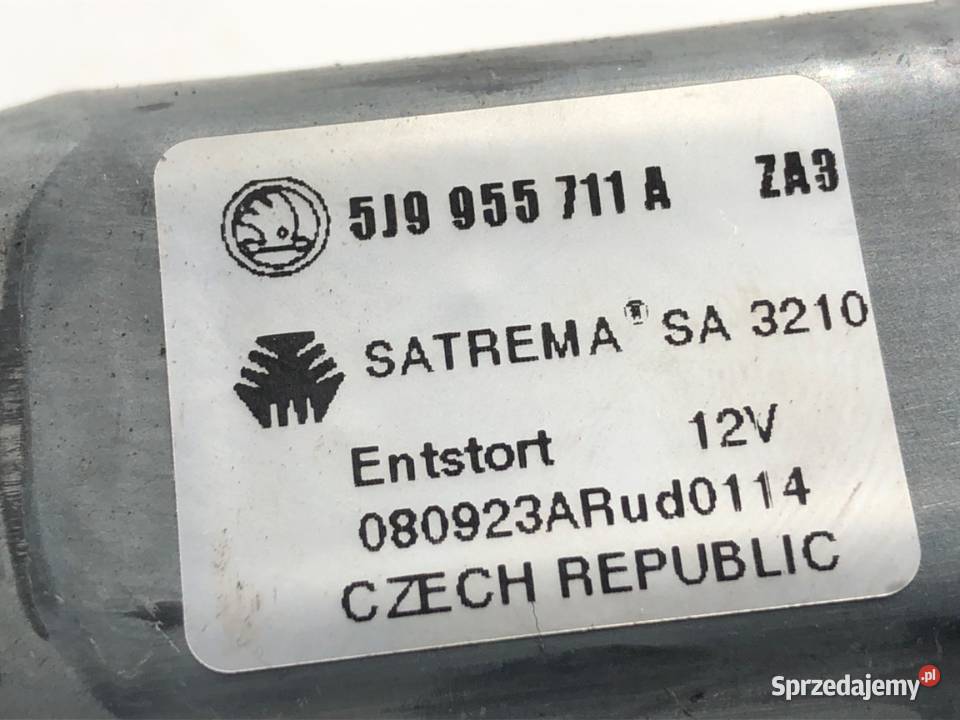 5J9 955 711 A ZA3
SATREMA® SA 3210
Entstort 12V
080923ARud0114
CZECH REPUBLIC
Sprzedajemy.pl